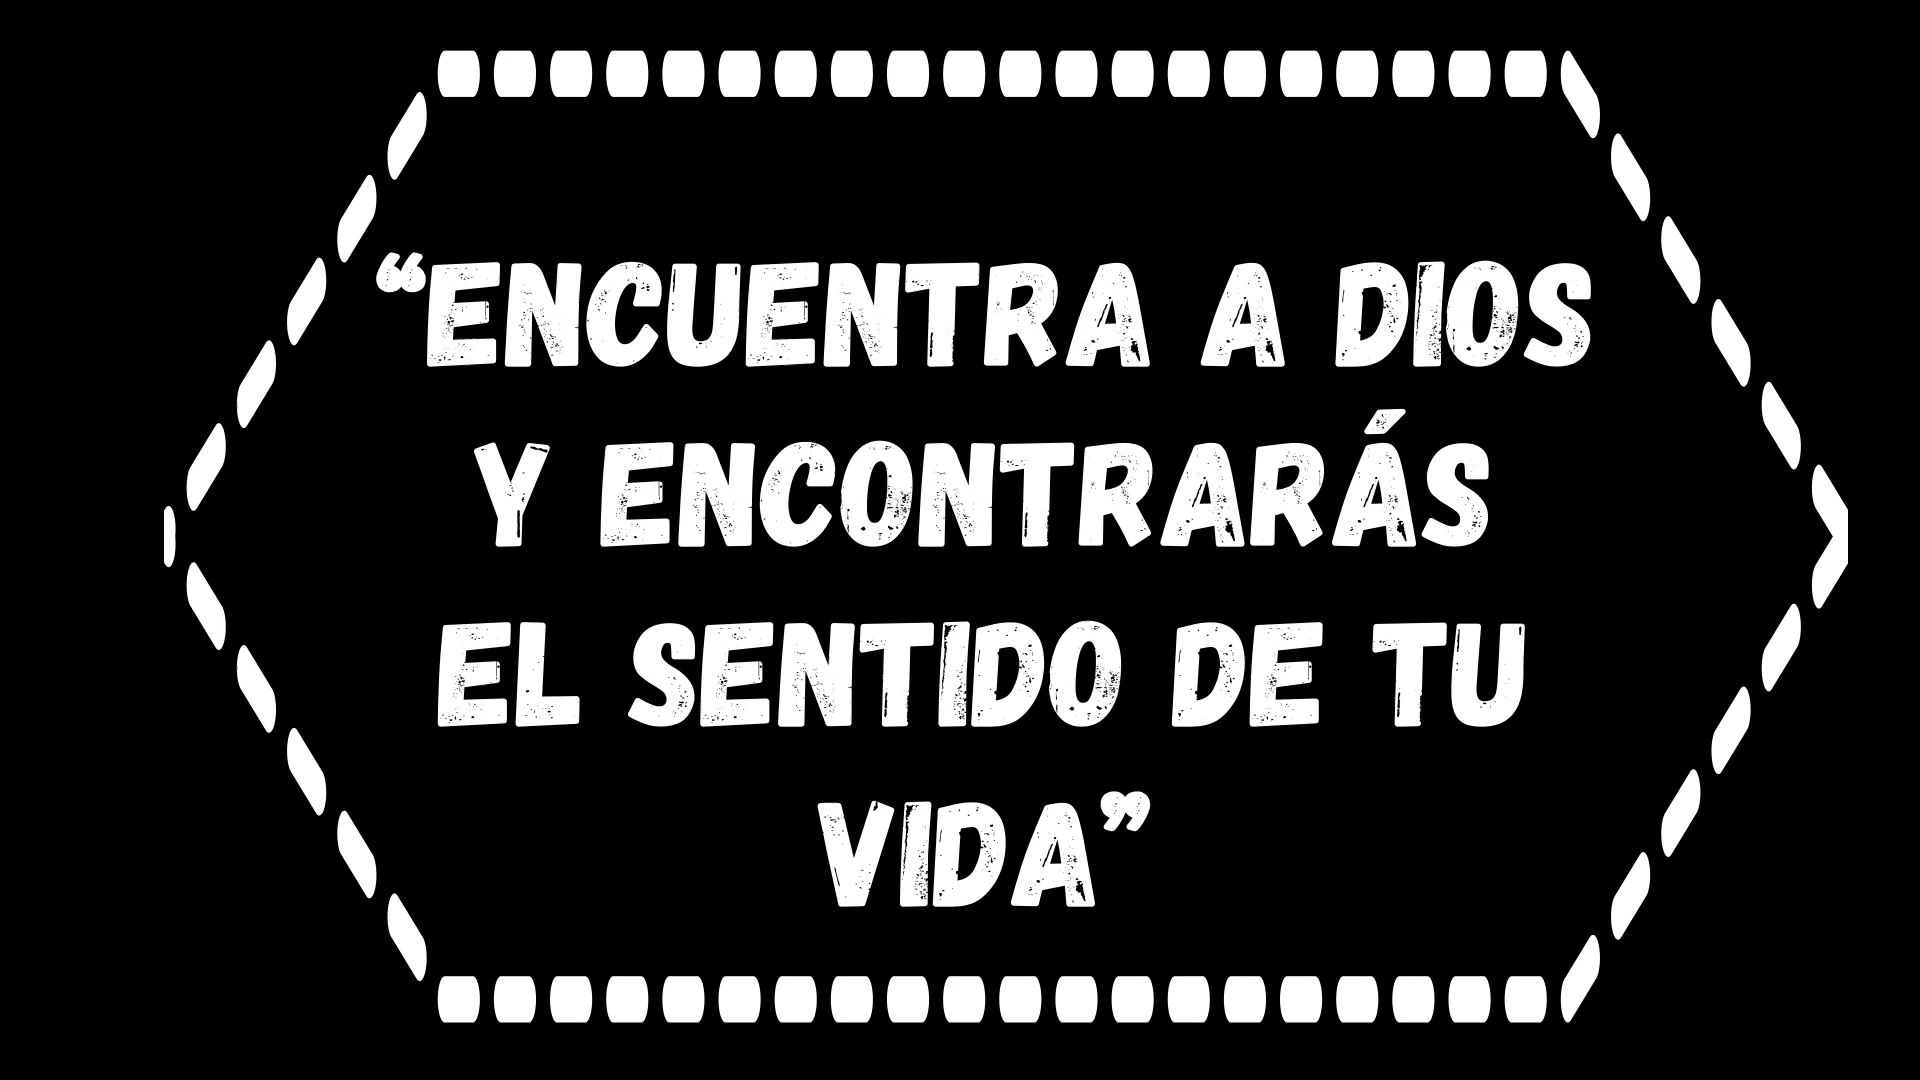 “ENCUENTRA A DIOS
Y ENCONTRARÁS
EL SENTIDO DE TU
VIDA”